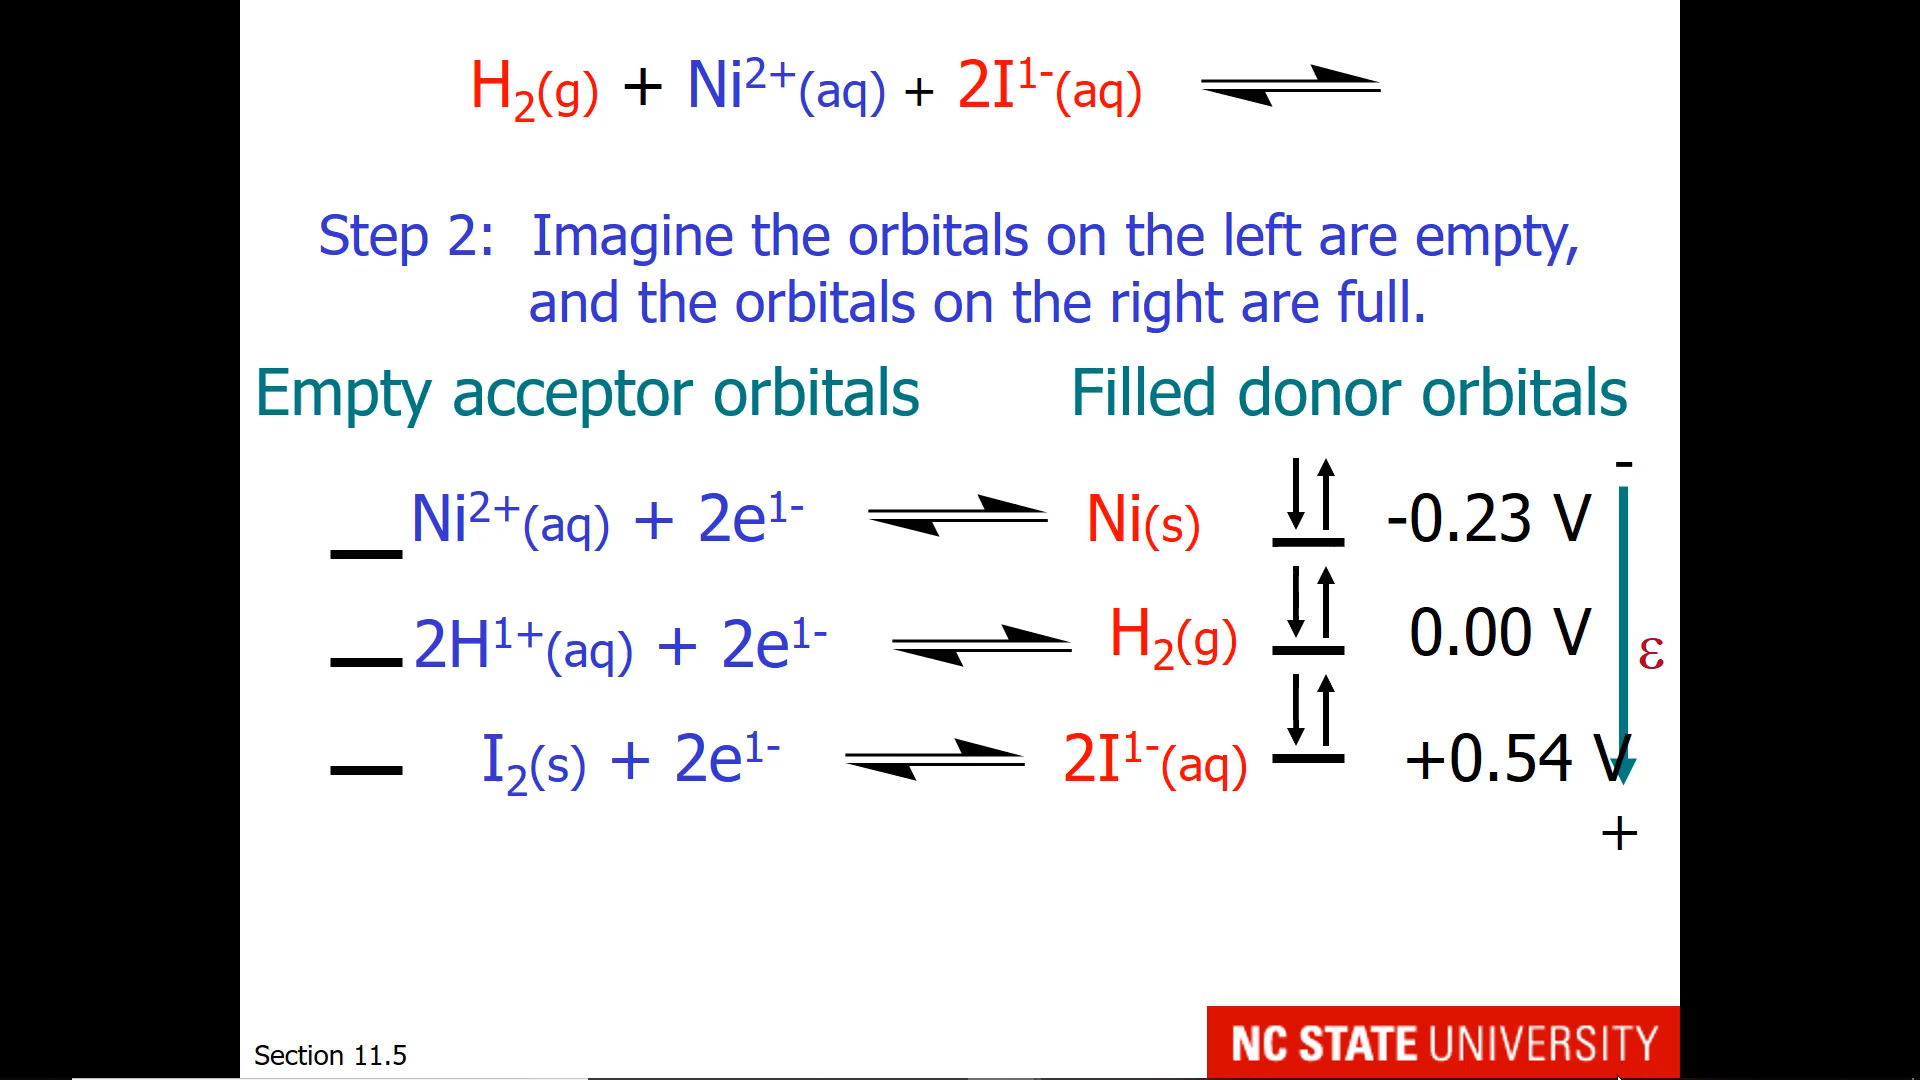 H₂(g) + Ni²⁺(aq) + 2I¹⁻(aq) ⇌
Step 2: Imagine the orbitals on the left are empty,
and the orbitals on the right are full.
Empty acceptor orbitals Filled donor orbitals
-
Ni²⁺(aq) + 2e¹⁻ ⇌ Ni(s) -0.23 V
2H¹⁺(aq) + 2e¹⁻ ⇌ H₂(g) 0.00 V
ε
I₂(s) + 2e¹⁻ ⇌ 2I¹⁻(aq) +0.54 V
+
Section 11.5
NC STATE UNIVERSITY